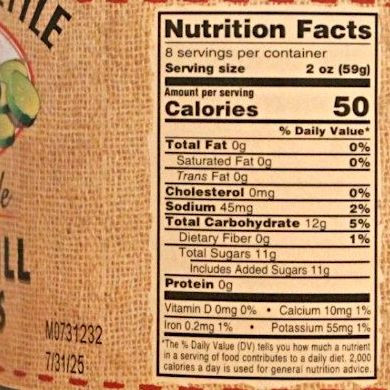 Nutrition Facts
8 servings per container
Serving size 2 oz (59g)
Amount per serving
Calories 50
% Daily Value*
Total Fat 0g 0%
Saturated Fat 0g 0%
Trans Fat 0g
Cholesterol 0mg 0%
Sodium 45mg 2%
Total Carbohydrate 12g 5%
Dietary Fiber 0g 1%
Total Sugars 11g
Includes Added Sugars 11g
Protein 0g
Vitamin D 0mg 0% • Calcium 10mg 1%
Iron 0.2mg 1% • Potassium 55mg 1%
*The % Daily Value (DV) tells you how much a nutrient
in a serving of food contributes to a daily diet. 2,000
calories a day is used for general nutrition advice.
M0731232
7/31/25